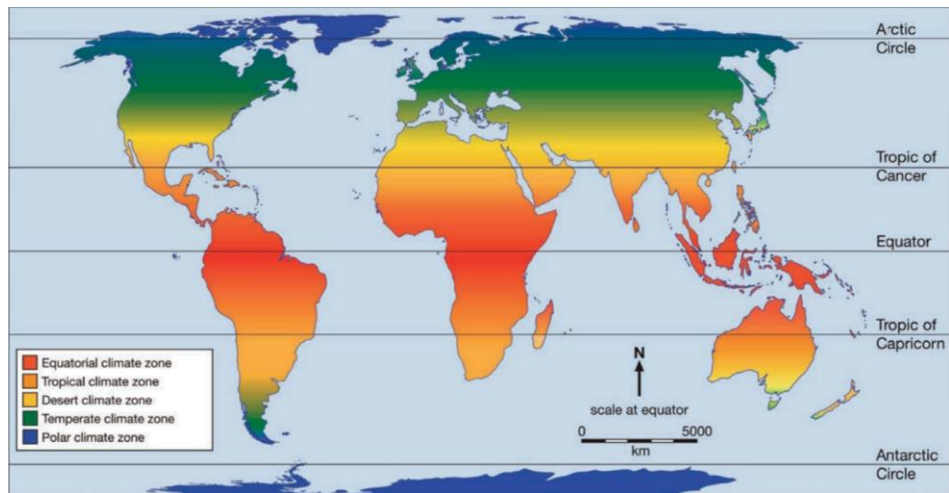 Arctic
Circle
Tropic of
Cancer
Equator
Tropic of
Capricorn
Equatorial climate zone
Tropical climate zone
Desert climate zone
Temperate climate zone
Polar climate zone
N
scale at equator
0 5000
km
Antarctic
Circle